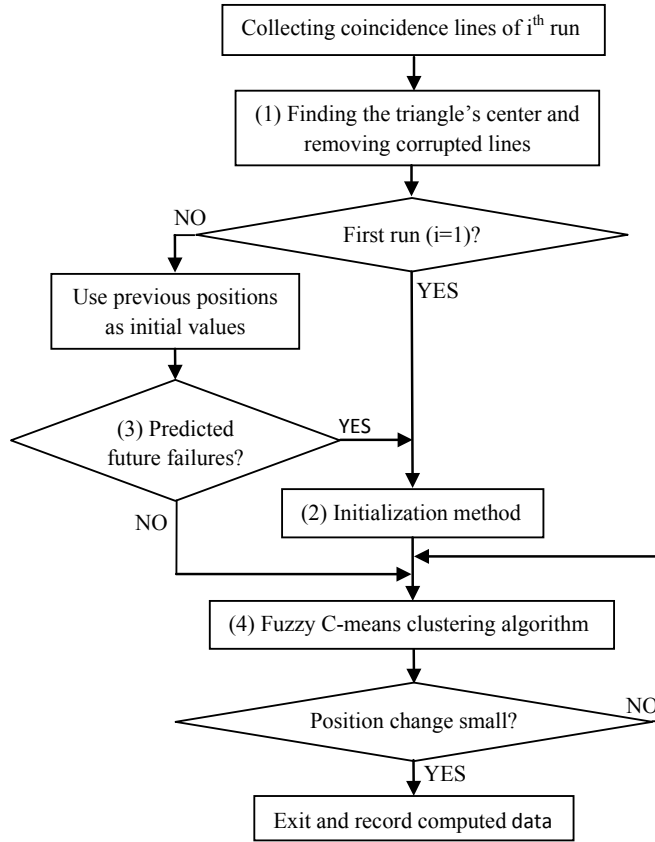 Collecting coincidence lines of iᵗʰ run
(1) Finding the triangle’s center and
removing corrupted lines
NO
First run (i=1)?
YES
Use previous positions
as initial values
(3) Predicted
future failures?
YES
NO
(2) Initialization method
(4) Fuzzy C-means clustering algorithm
Position change small?
NO
YES
Exit and record computed data